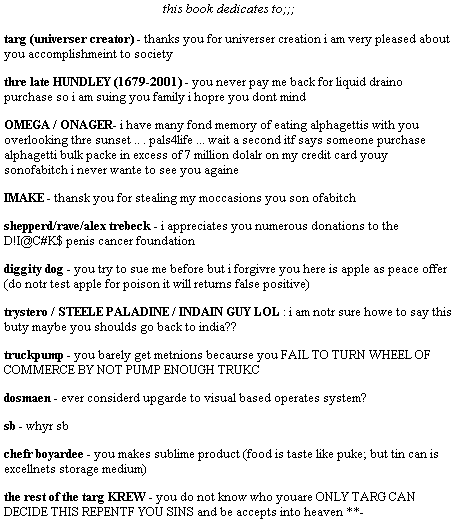 this book dedicates to;;;
targ (universer creator) - thanks you for universer creation i am very pleased about
you accomplishmeint to society
thre late HUNDLEY (1679-2001) - you never pay me back for liquid draino
purchase so i am suing you family i hopre you dont mind
OMEGA / ONAGER- i have many fond memory of eating alphagettis with you
overlooking thre sunset .. . pals4life ... wait a second itf says someone purchase
alphagetti bulk packe in excess of 7 million dolalr on my credit card youy
sonofabitch i never wante to see you againe
IMAKE - thansk you for stealing my moccasions you son ofabitch
shepperd/rave/alex trebeck - i appreciates you numerous donations to the
D!I@C#K$ penis cancer foundation
diggity dog - you try to sue me before but i forgivre you here is apple as peace offer
(do notr test apple for poison it will returns false positive)
trystero / STEELE PALADINE / INDAIN GUY LOL : i am notr sure howe to say this
buty maybe you shoulds go back to india??
truckpump - you barely get metnions becaurse you FAIL TO TURN WHEEL OF
COMMERCE BY NOT PUMP ENOUGH TRUKC
dosmaen - ever considerd upgarde to visual based operates system?
sb - whyr sb
chefr boyardee - you makes sublime product (food is taste like puke; but tin can is
excellnets storage medium)
the rest of the targ KREW - you do not know who youare ONLY TARG CAN
DECIDE THIS REPENTF YOU SINS and be accepts into heaven **-